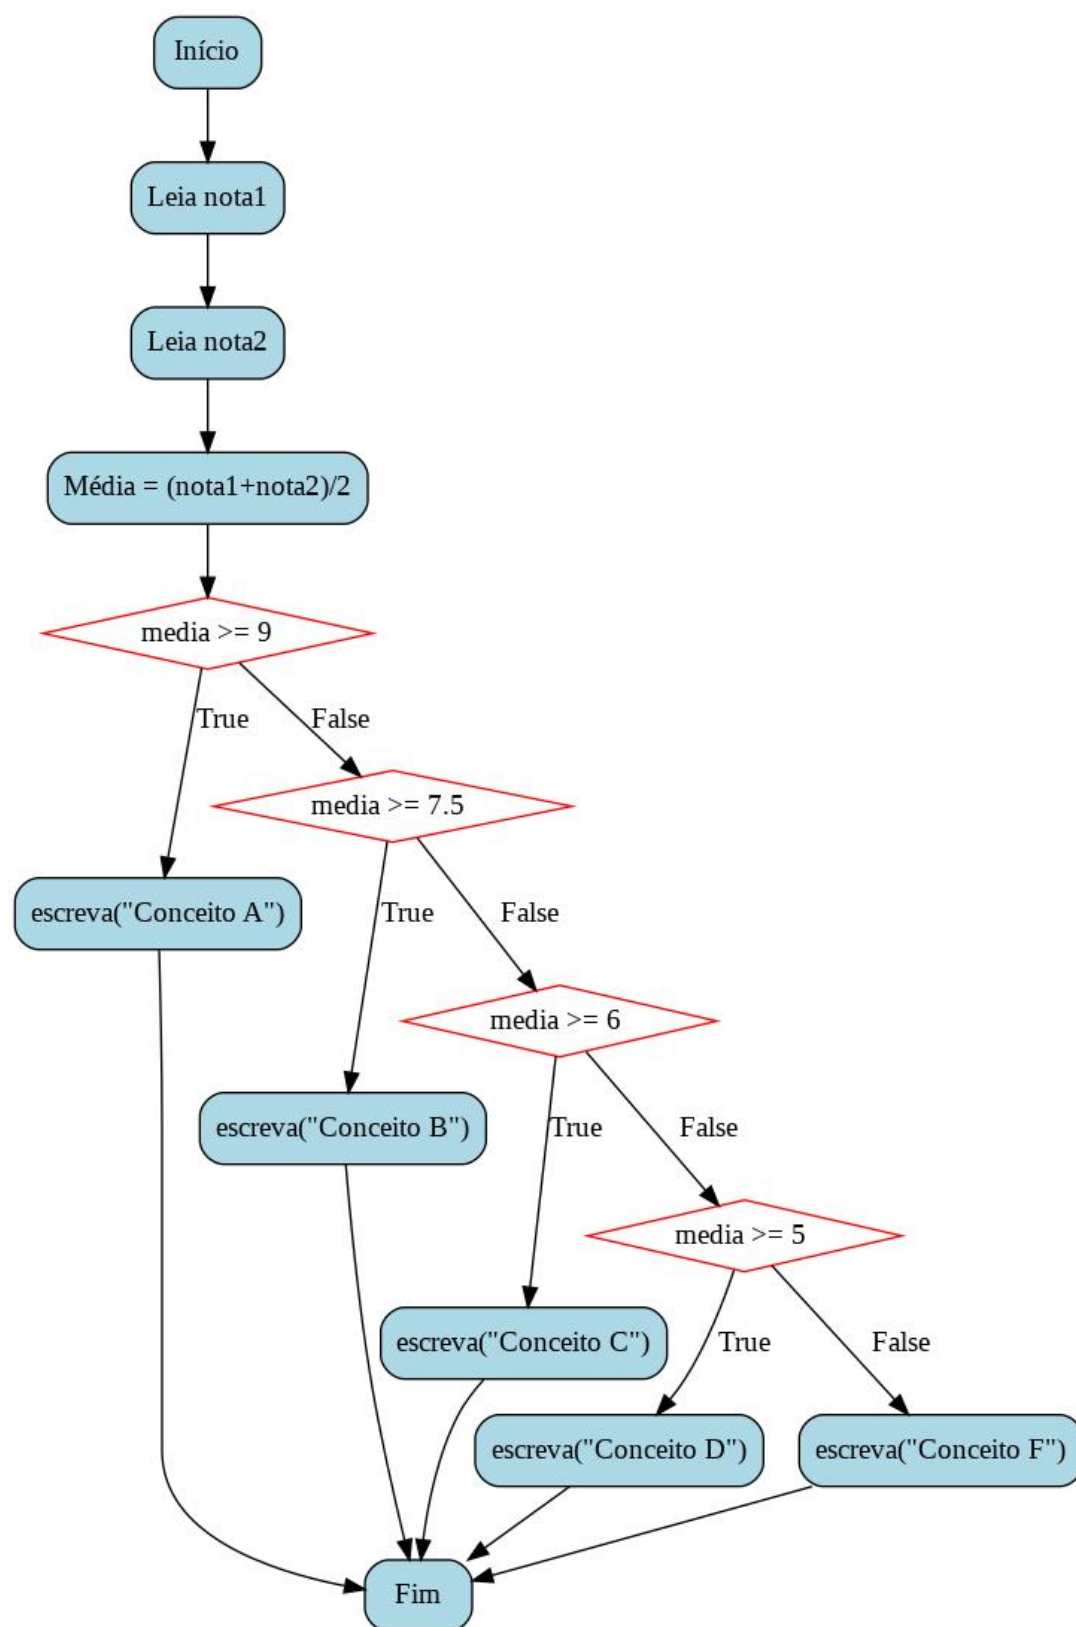 Início
Leia nota1
Leia nota2
Média = (nota1+nota2)/2
media >= 9
True
False
media >= 7.5
escreva("Conceito A")
True
False
media >= 6
escreva("Conceito B")
True
False
media >= 5
escreva("Conceito C")
True
False
escreva("Conceito D")
escreva("Conceito F")
Fim